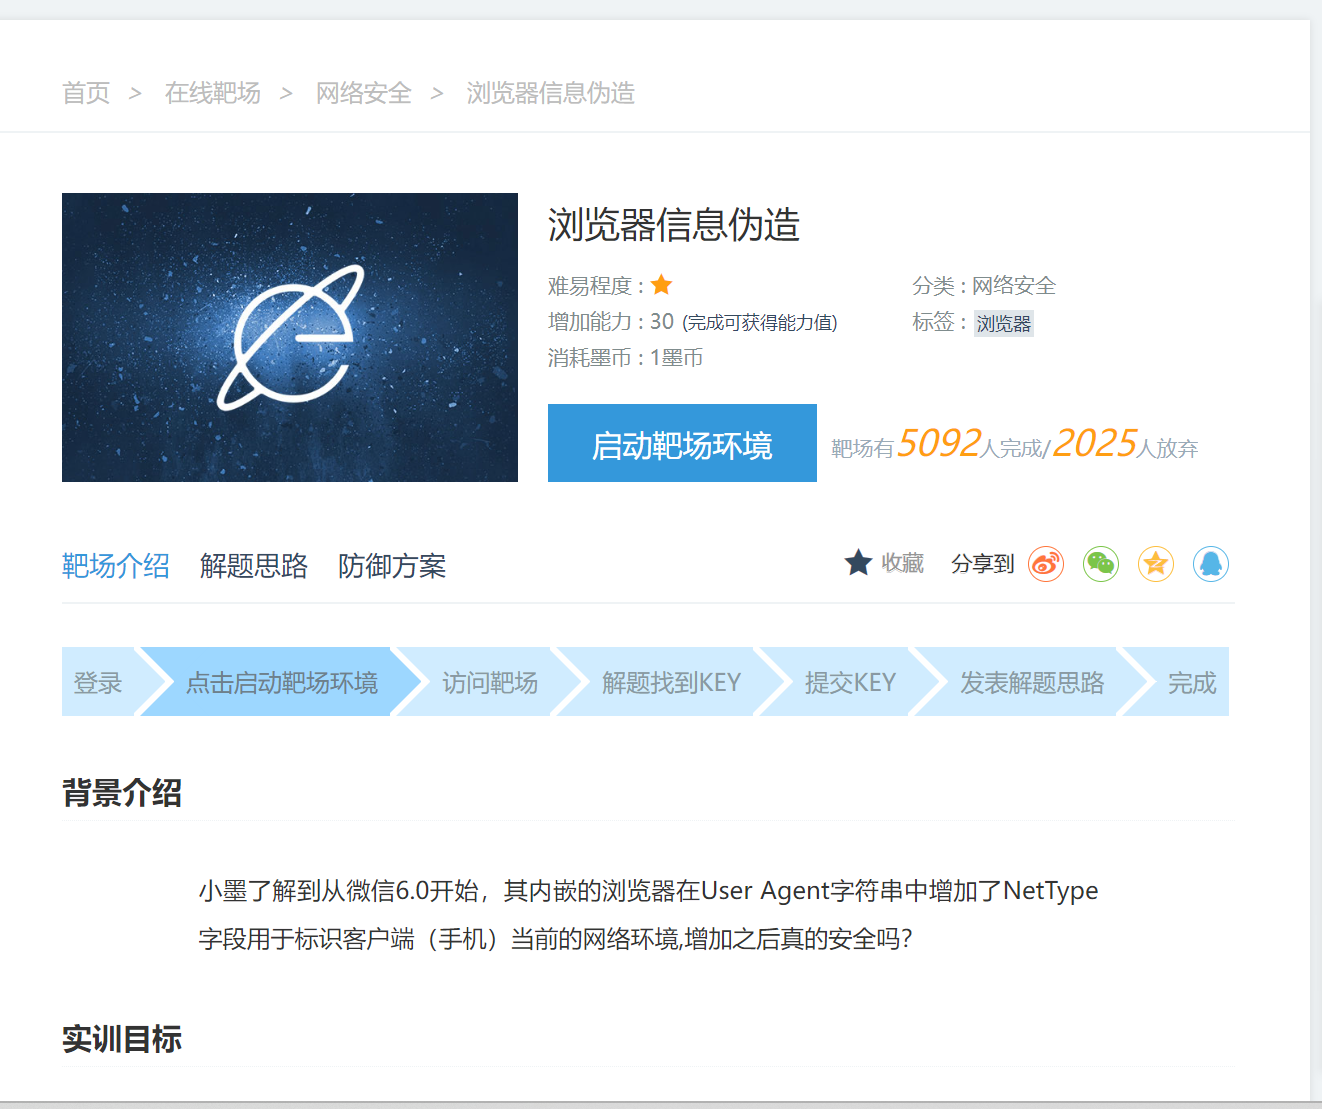 首页 > 在线靶场 > 网络安全 > 浏览器信息伪造
浏览器信息伪造
难易程度 :
分类 : 网络安全
增加能力 : 30 (完成可获得能力值)
标签 : 浏览器
消耗墨币 : 1墨币
启动靶场环境
靶场有5092人完成/2025人放弃
靶场介绍 解题思路 防御方案 收藏 分享到
登录 点击启动靶场环境 访问靶场 解题找到KEY 提交KEY 发表解题思路 完成
背景介绍
小墨了解到从微信6.0开始，其内嵌的浏览器在User Agent字符串中增加了NetType
字段用于标识客户端（手机）当前的网络环境,增加之后真的安全吗？
实训目标